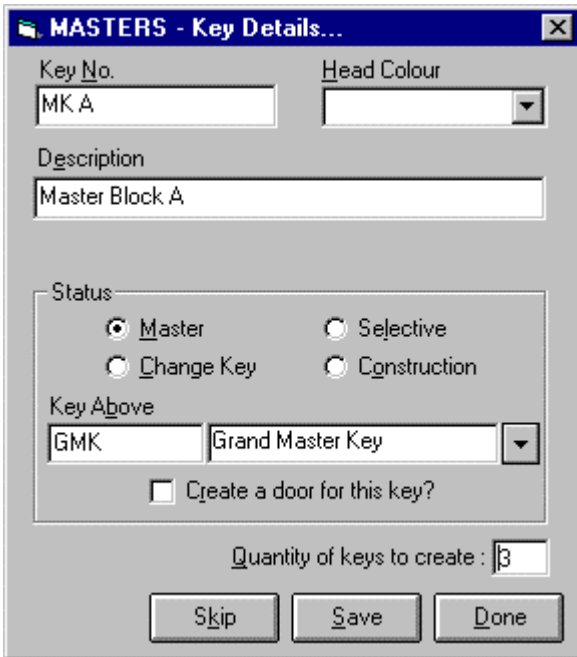 MASTERS - Key Details...
Key No. Head Colour
MK A
Description
Master Block A
Status
Master Selective
Change Key Construction
Key Above
GMK Grand Master Key
Create a door for this key?
Quantity of keys to create : 3
Skip Save Done